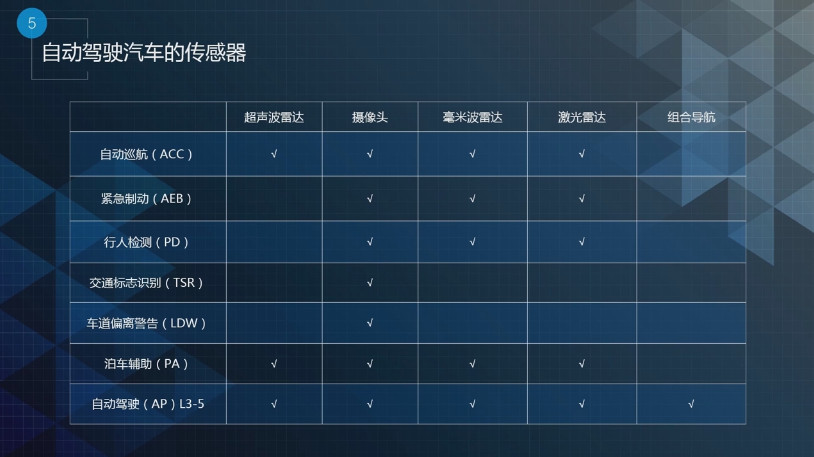 5
自动驾驶汽车的传感器
超声波雷达 摄像头 毫米波雷达 激光雷达 组合导航
自动巡航（ACC） √ √ √ √
紧急制动（AEB） √ √ √
行人检测（PD） √ √ √
交通标志识别（TSR） √
车道偏离警告（LDW） √
泊车辅助（PA） √ √ √ √
自动驾驶（AP）L3-5 √ √ √ √ √